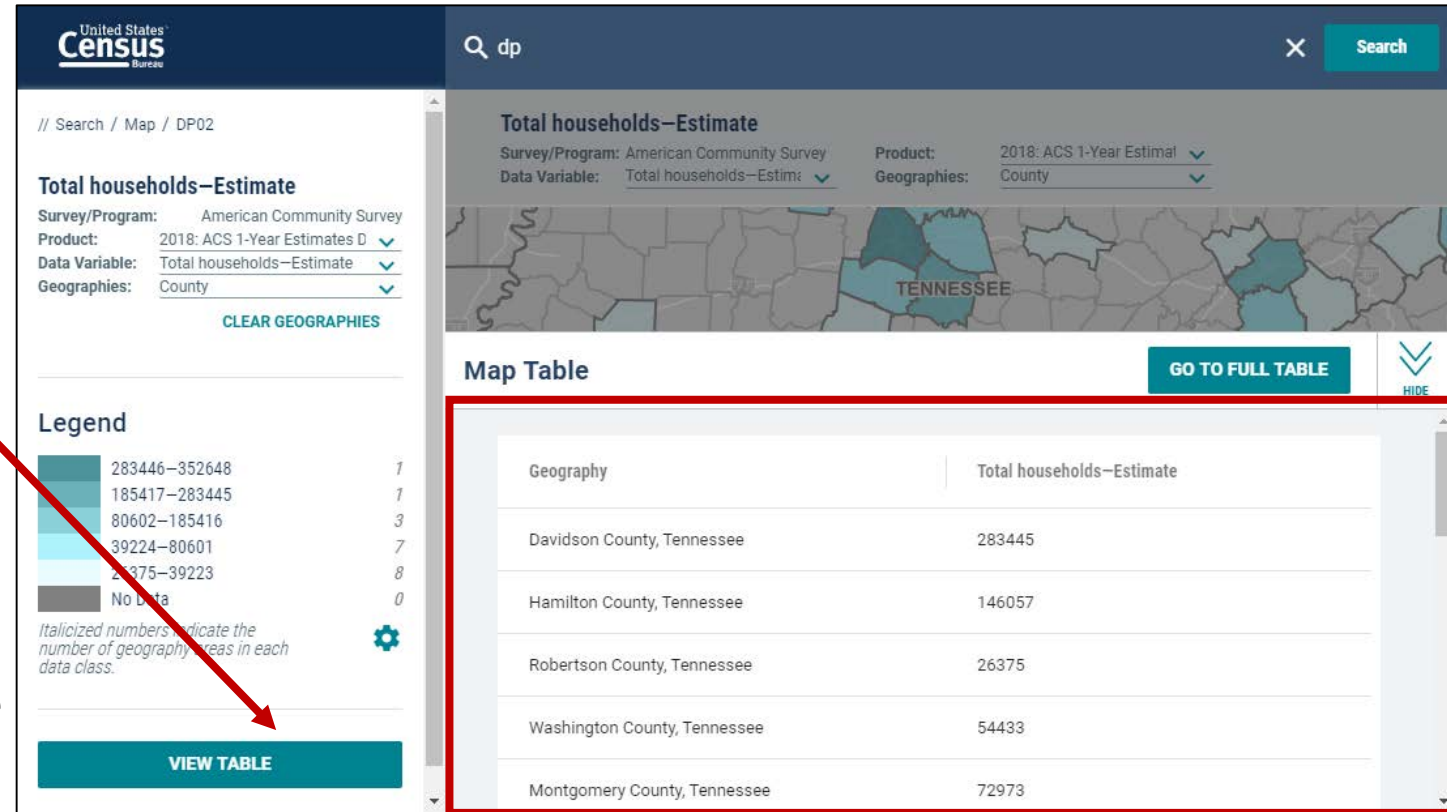 United States
Census
Bureau
dp
Search
// Search / Map / DP02
Total households—Estimate
Survey/Program: American Community Survey
Product: 2018: ACS 1-Year Estimates D
Data Variable: Total households—Estimate
Geographies: County
CLEAR GEOGRAPHIES
Legend
283446—352648 1
185417—283445 1
80602—185416 3
39224—80601 7
375—39223 8
No ta 0
Italicized numbers indicate the
number of geography areas in each
data class.
VIEW TABLE
Total households—Estimate
Survey/Program: American Community Survey Product: 2018: ACS 1-Year Estimat
Data Variable: Total households—Estima Geographies: County
TENNESSEE
Map Table
GO TO FULL TABLE
HIDE
Geography Total households—Estimate
Davidson County, Tennessee 283445
Hamilton County, Tennessee 146057
Robertson County, Tennessee 26375
Washington County, Tennessee 54433
Montgomery County, Tennessee 72973